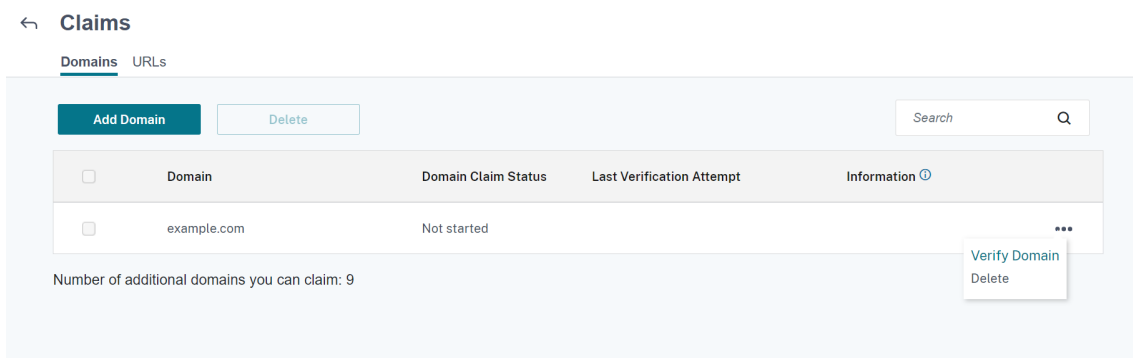 Claims
Domains URLs
Add Domain Delete Search
Domain Domain Claim Status Last Verification Attempt Information
example.com Not started
Verify Domain
Delete
Number of additional domains you can claim: 9